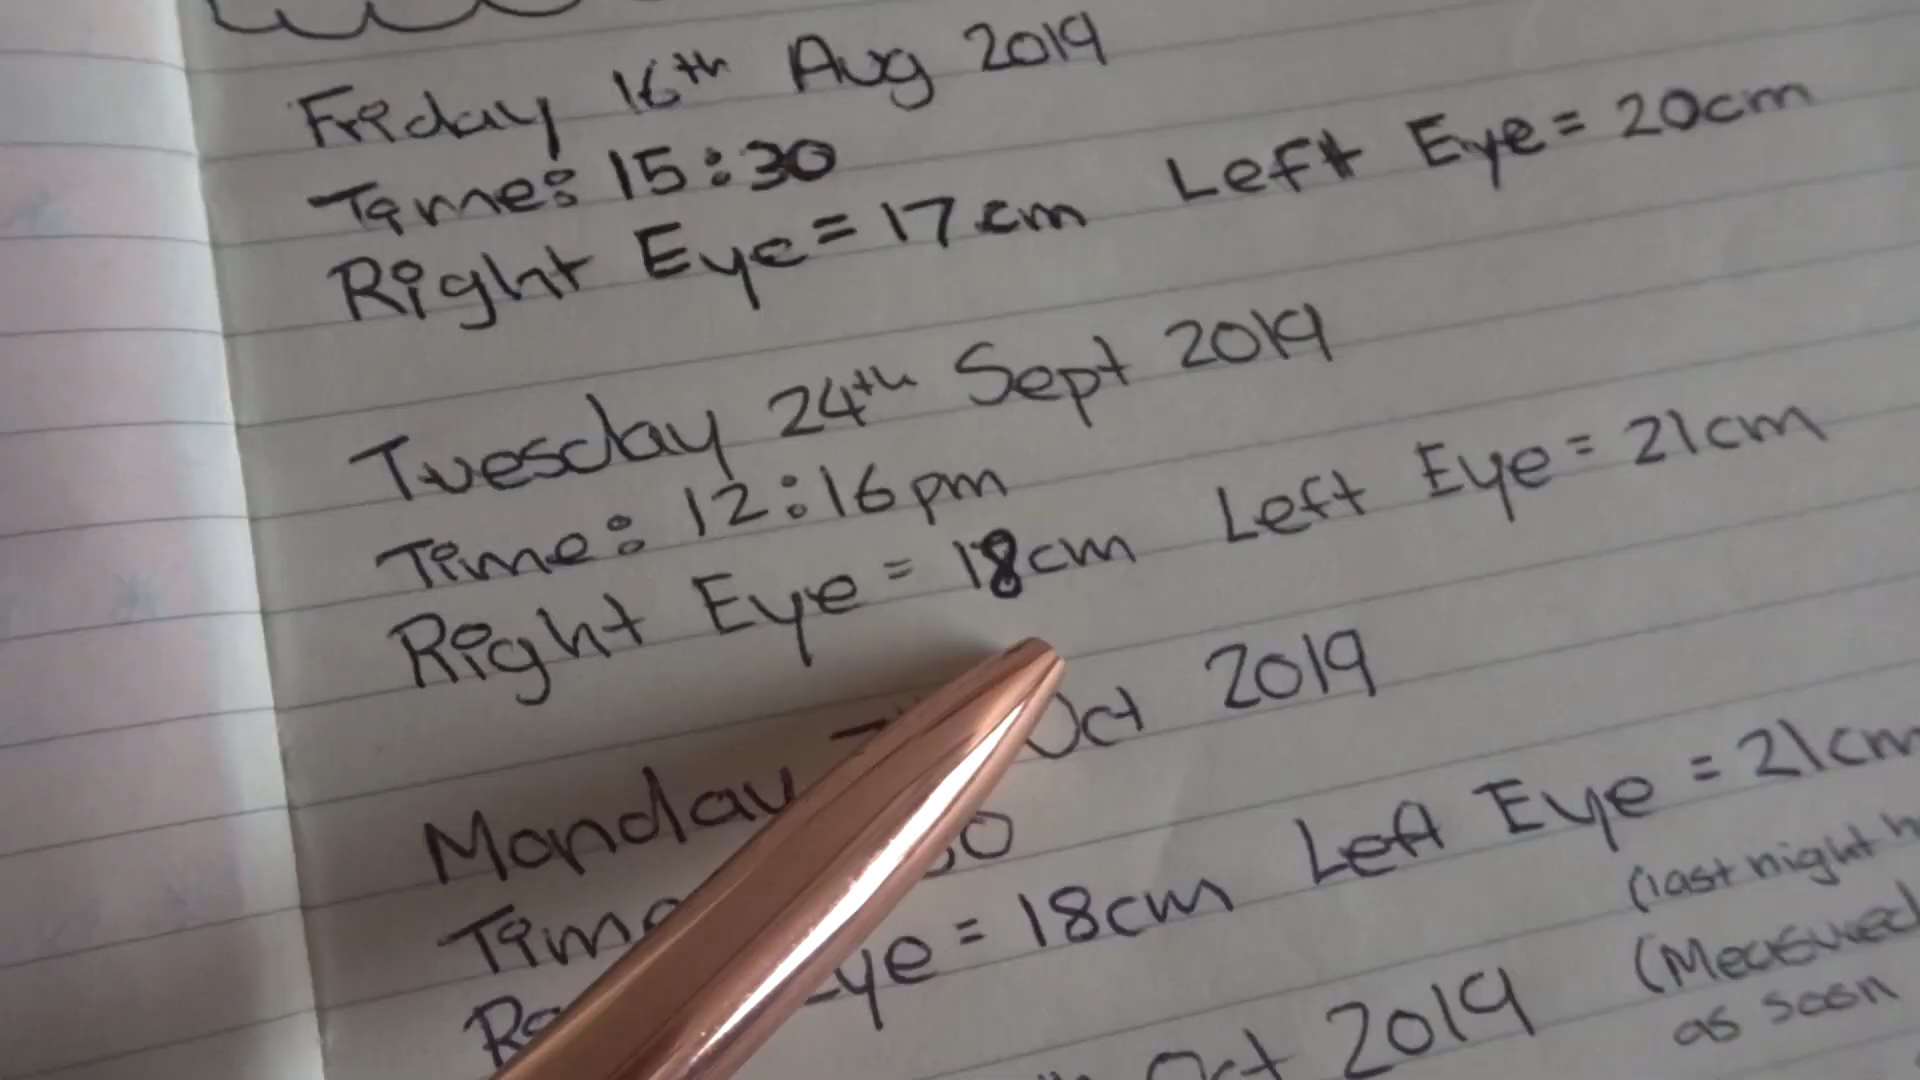 Friday 16th Aug 2019
Time: 15:30
Right Eye = 17cm Left Eye = 20cm
Tuesday 24th Sept 2019
Time: 12:16pm
Right Eye = 18cm Left Eye = 21cm
Monday Oct 2019
Time
Eye = 18cm Left Eye = 21cm
(last night
(Measured
as soon
Oct 2019